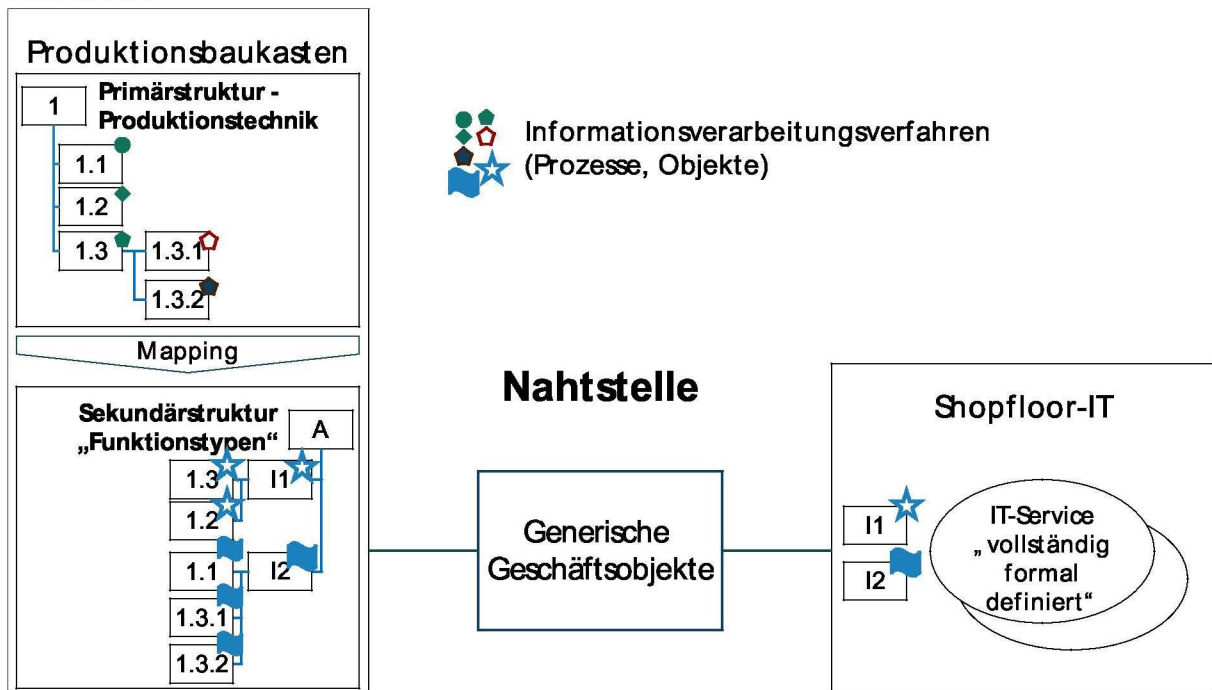 Produktionsbaukasten
1
Primärstruktur -
Produktionstechnik
1.1
1.2
1.3
1.3.1
1.3.2
Mapping
Sekundärstruktur
„Funktionstypen“
A
1.3
I1
1.2
1.1
I2
1.3.1
1.3.2
Informationsverarbeitungsverfahren
(Prozesse, Objekte)
Nahtstelle
Generische
Geschäftsobjekte
Shopfloor-IT
I1
I2
IT-Service
„vollständig
formal
definiert“